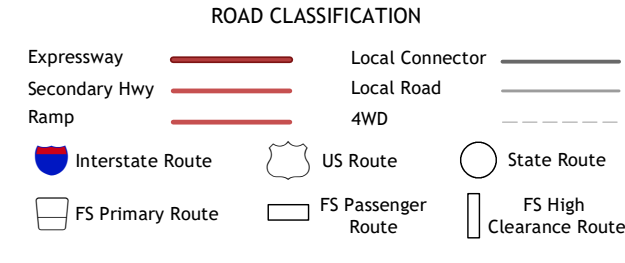 ROAD CLASSIFICATION
Expressway
Local Connector
Secondary Hwy
Local Road
Ramp
4WD
Interstate Route
US Route
State Route
FS Primary Route
FS Passenger
Route
FS High
Clearance Route